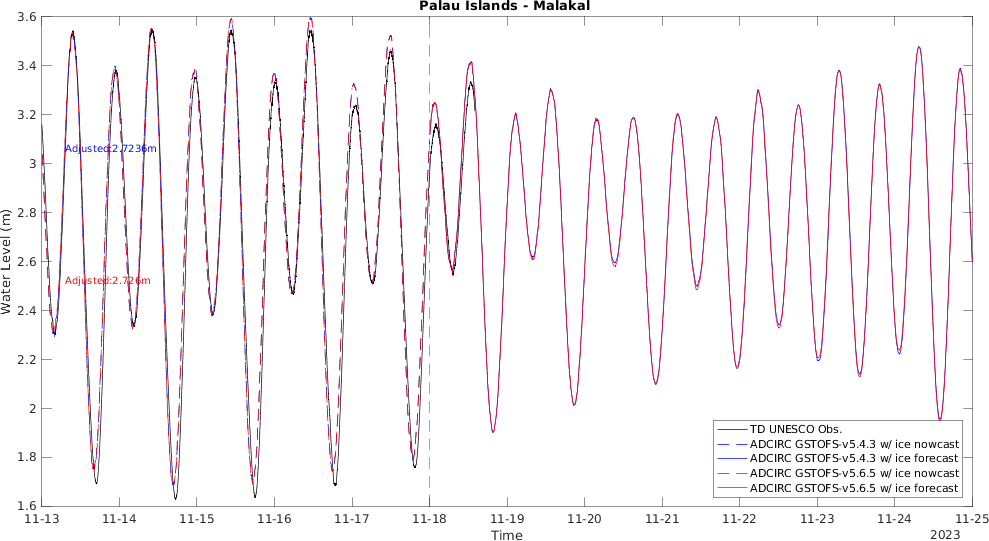 Palau Islands - Malakal
3.6
3.4
3.2
3
2.8
2.6
2.4
2.2
2
1.8
1.6
Water Level (m)
Adjusted:2.7236m
Adjusted:2.726m
TD UNESCO Obs.
ADCIRC GSTOFS-v5.4.3 w/ ice nowcast
ADCIRC GSTOFS-v5.4.3 w/ ice forecast
ADCIRC GSTOFS-v5.6.5 w/ ice nowcast
ADCIRC GSTOFS-v5.6.5 w/ ice forecast
11-13 11-14 11-15 11-16 11-17 11-18 11-19 11-20 11-21 11-22 11-23 11-24 11-25
Time
2023